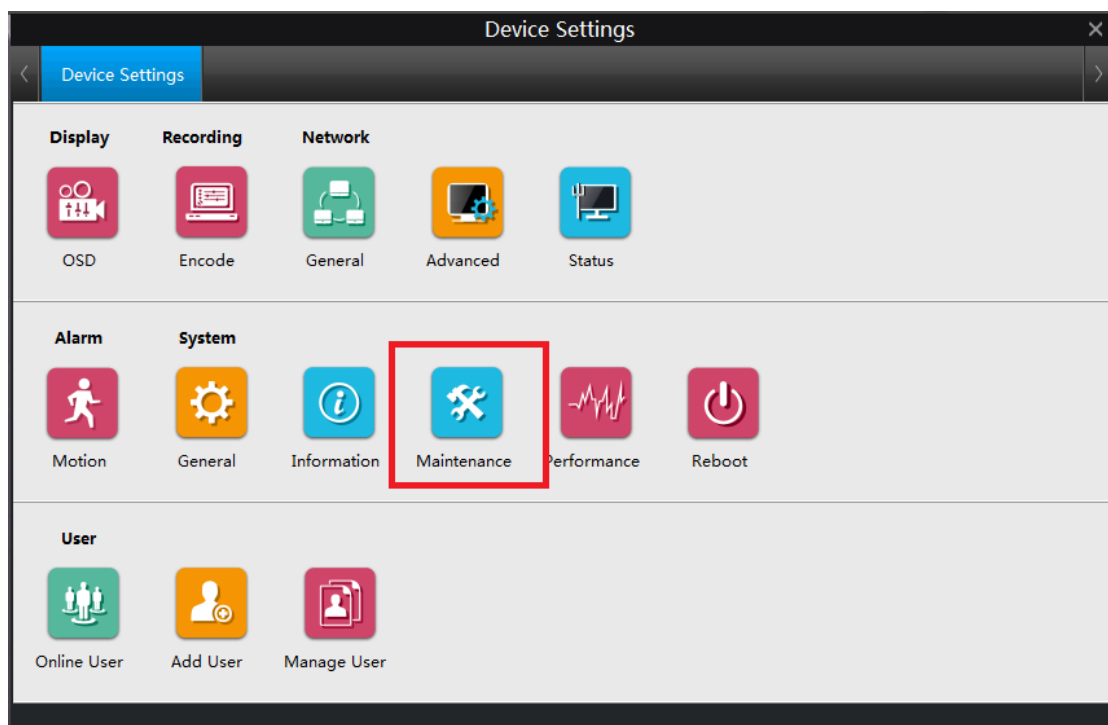 Device Settings
Device Settings
Display Recording Network
OSD Encode General Advanced Status
Alarm System
Motion General Information Maintenance Performance Reboot
User
Online User Add User Manage User